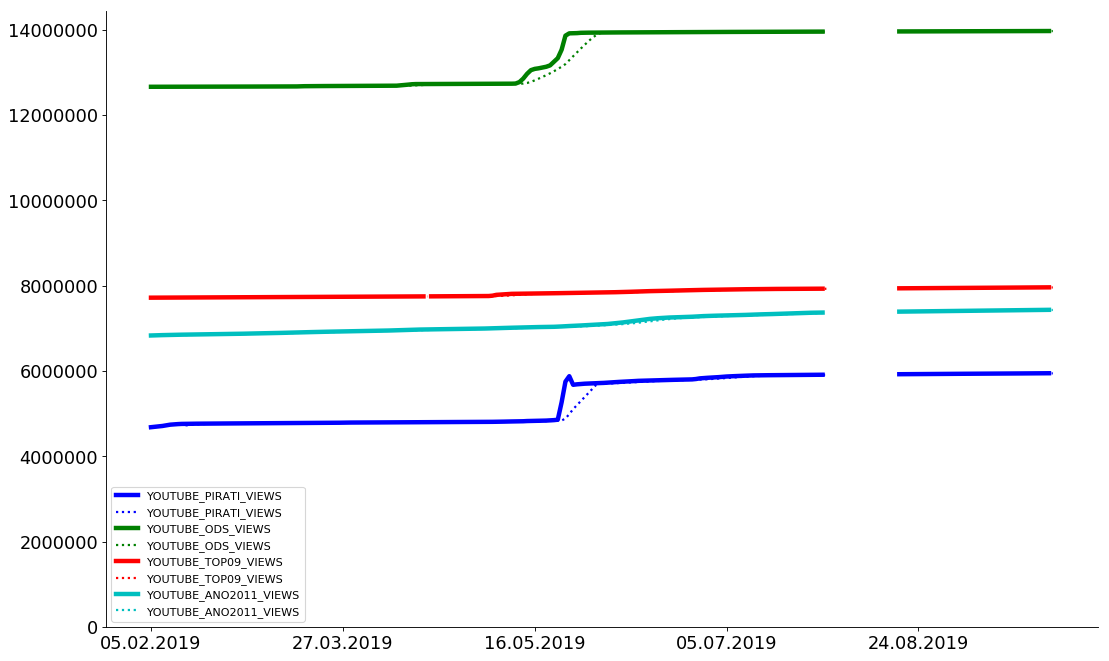 14000000
12000000
10000000
8000000
6000000
4000000
2000000
0
YOUTUBE_PIRATI_VIEWS
YOUTUBE_PIRATI_VIEWS
YOUTUBE_ODS_VIEWS
YOUTUBE_ODS_VIEWS
YOUTUBE_TOP09_VIEWS
YOUTUBE_TOP09_VIEWS
YOUTUBE_ANO2011_VIEWS
YOUTUBE_ANO2011_VIEWS
05.02.2019 27.03.2019 16.05.2019 05.07.2019 24.08.2019